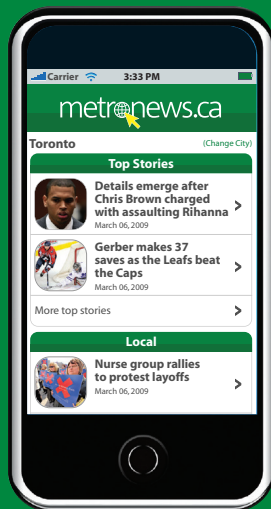 Carrier 3:33 PM
metronews.ca
Toronto (Change City)
Top Stories
Details emerge after
Chris Brown charged
with assaulting Rihanna
March 06, 2009
Gerber makes 37
saves as the Leafs beat
the Caps
March 06, 2009
More top stories
Local
Nurse group rallies
to protest layoffs
March 06, 2009